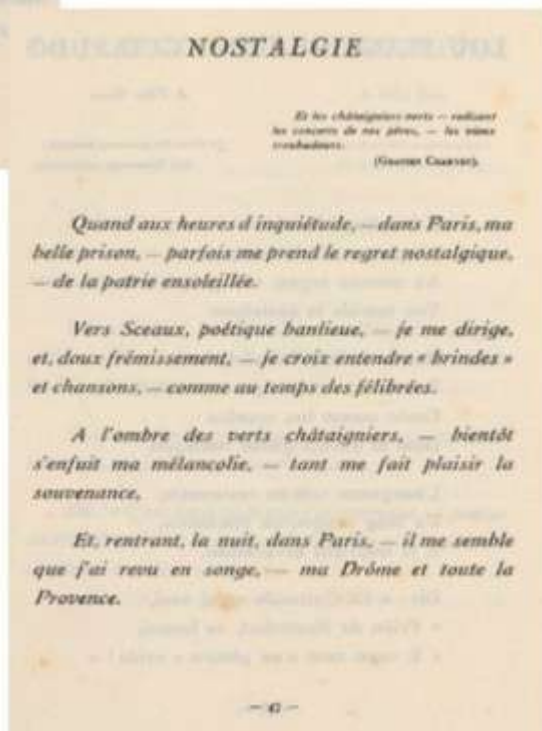 NOSTALGIE
Et les châtaigniers verts — redisent
les concerts de nos pères, — les vieux
troubadours.
Quand aux heures d'inquiétude, — dans Paris, ma
belle prison, — parfois me prend le regret nostalgique,
— de la patrie ensoleillée.
Vers Sceaux, poétique banlieue, — je me dirige,
et, doux frémissement, — je crois entendre « brindes »
et chansons, — comme au temps des félibrées.
A l'ombre des verts châtaigniers, — bientôt
s'enfuit ma mélancolie, — tant me fait plaisir la
souvenance,
Et, rentrant, la nuit, dans Paris, — il me semble
que j'ai revu en songe, — ma Drôme et toute la
Provence.